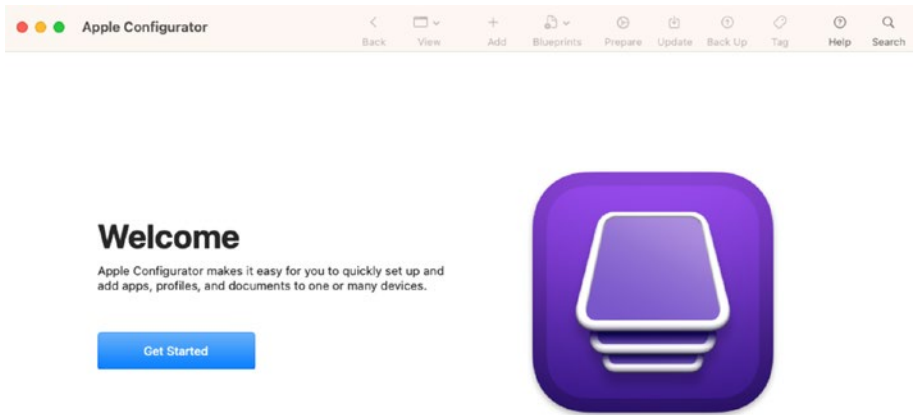 Apple Configurator
Back View Add Blueprints Prepare Update Back Up Tag Help Search
Welcome
Apple Configurator makes it easy for you to quickly set up and
add apps, profiles, and documents to one or many devices.
Get Started